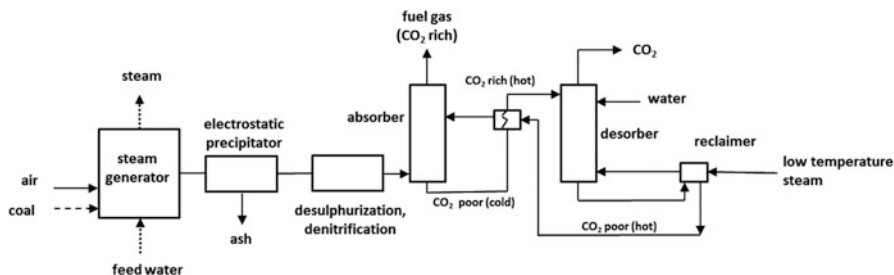 fuel gas
(CO₂ rich)
CO₂
steam
CO₂ rich (hot)
water
absorber
desorber
electrostatic
precipitator
reclaimer
steam
generator
low temperature
steam
air
coal
CO₂ poor (cold)
desulphurization,
denitrification
ash
CO₂ poor (hot)
feed water